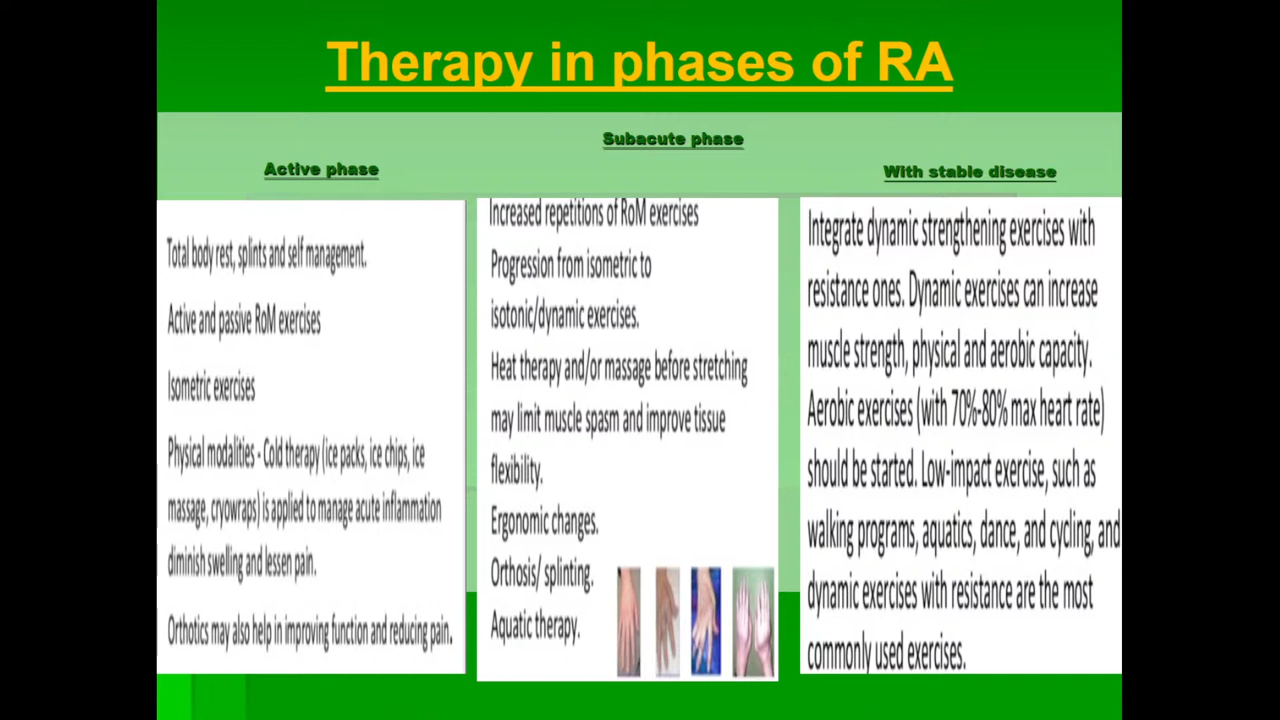 Therapy in phases of RA
Active phase
Total body rest, splints and self management.
Active and passive RoM exercises
Isometric exercises
Physical modalities - Cold therapy (ice packs, ice chips, ice
massage, cryowraps) is applied to manage acute inflammation
diminish swelling and lessen pain.
Orthotics may also help in improving function and reducing pain.
Subacute phase
Increased repetitions of RoM exercises
Progression from isometric to
isotonic/dynamic exercises.
Heat therapy and/or massage before stretching
may limit muscle spasm and improve tissue
flexibility.
Ergonomic changes.
Orthosis/ splinting.
Aquatic therapy.
With stable disease
Integrate dynamic strengthening exercises with
resistance ones. Dynamic exercises can increase
muscle strength, physical and aerobic capacity.
Aerobic exercises (with 70%-80% max heart rate)
should be started. Low-impact exercise, such as
walking programs, aquatics, dance, and cycling, and
dynamic exercises with resistance are the most
commonly used exercises.